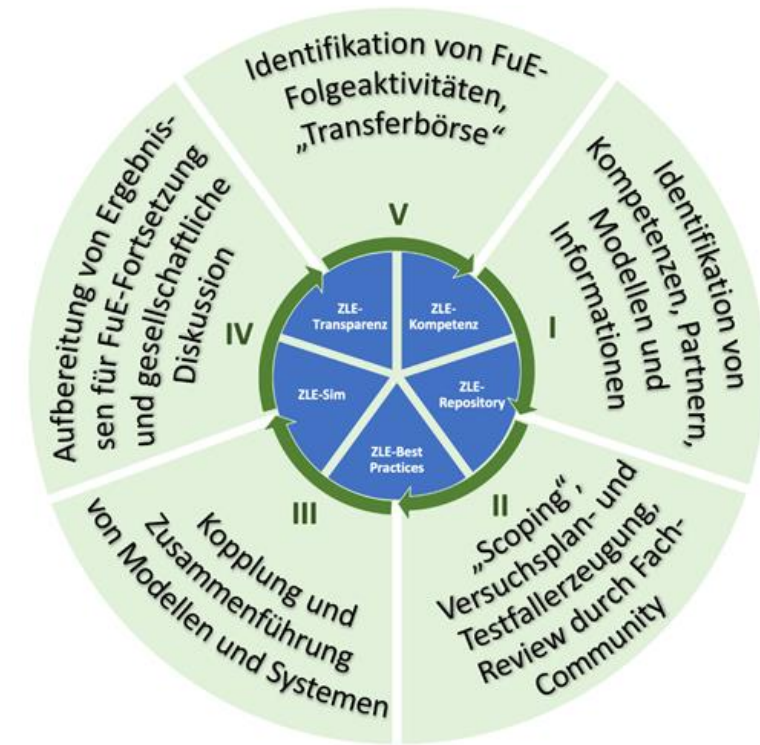 Identifikation von FuE-
Folgeaktivitäten,
„Transferbörse“
V
Identifikation von
Kompetenzen, Partnern,
Modellen und
Informationen
I
„Scoping“,
Versuchsplan- und
Testfallerzeugung,
Review durch Fach-
Community
II
Kopplung und
Zusammenführung
von Modellen und Systemen
III
Aufbereitung von Ergebnis-
sen für FuE-Fortsetzung
und gesellschaftliche
Diskussion
IV
ZLE-
Transparenz
ZLE-
Kompetenz
ZLE-
Repository
ZLE-Best
Practices
ZLE-Sim